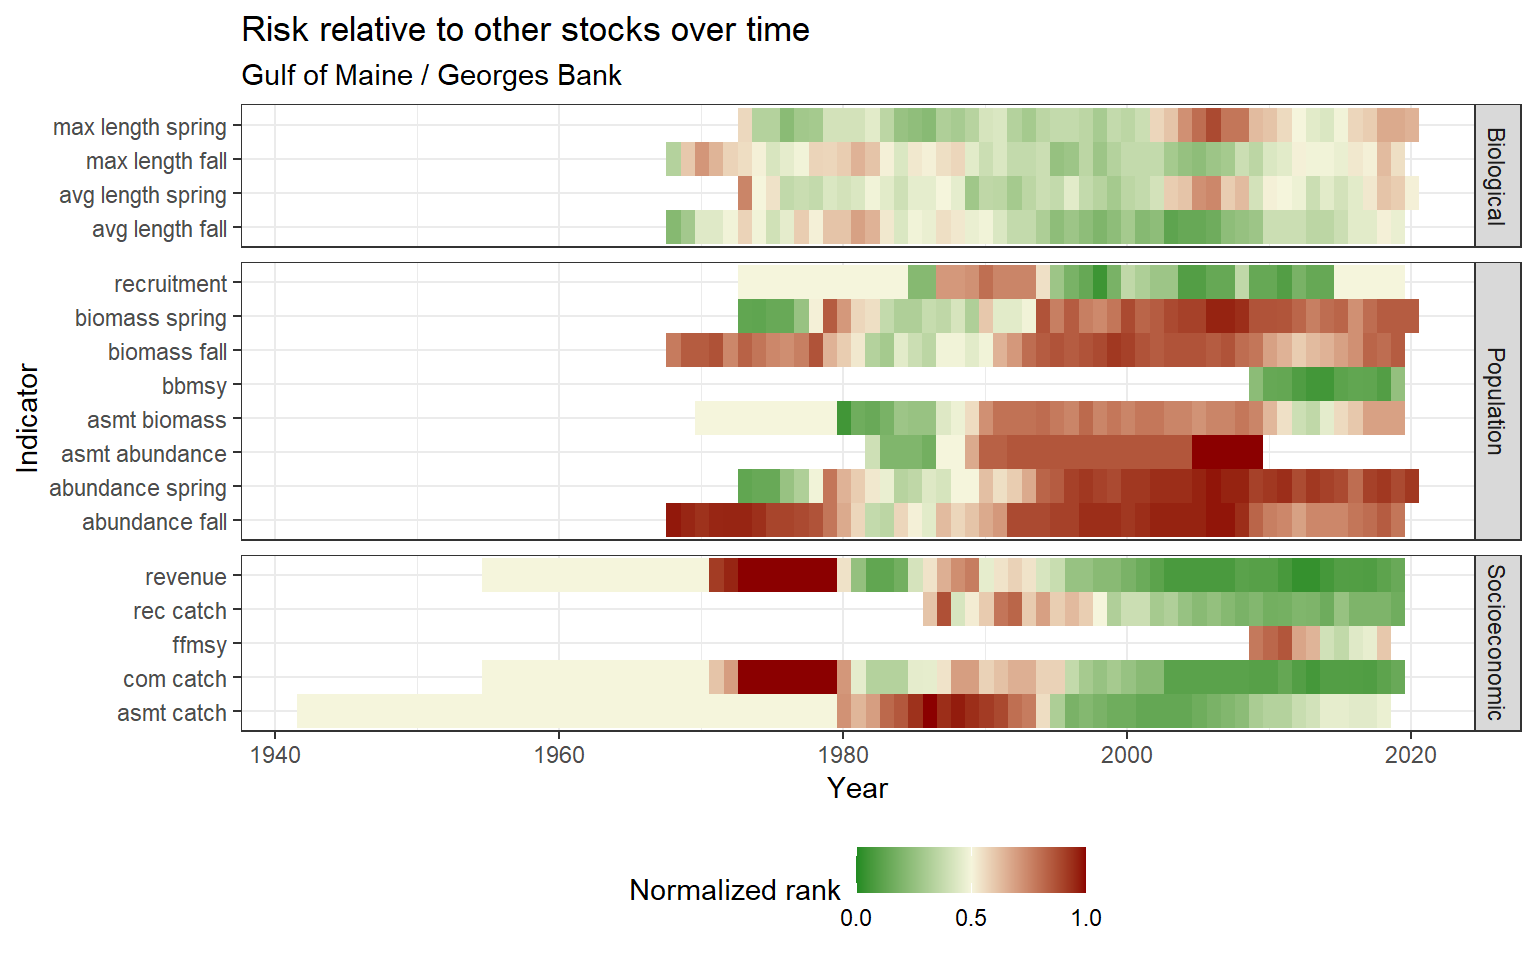 Risk relative to other stocks over time
Gulf of Maine / Georges Bank
max length spring
max length fall
avg length spring
avg length fall
Biological
recruitment
biomass spring
biomass fall
bbmsy
asmt biomass
asmt abundance
abundance spring
abundance fall
Population
revenue
rec catch
ffmsy
com catch
asmt catch
Socioeconomic
Indicator
1940 1960 1980 2000 2020
Year
Normalized rank
0.0 0.5 1.0